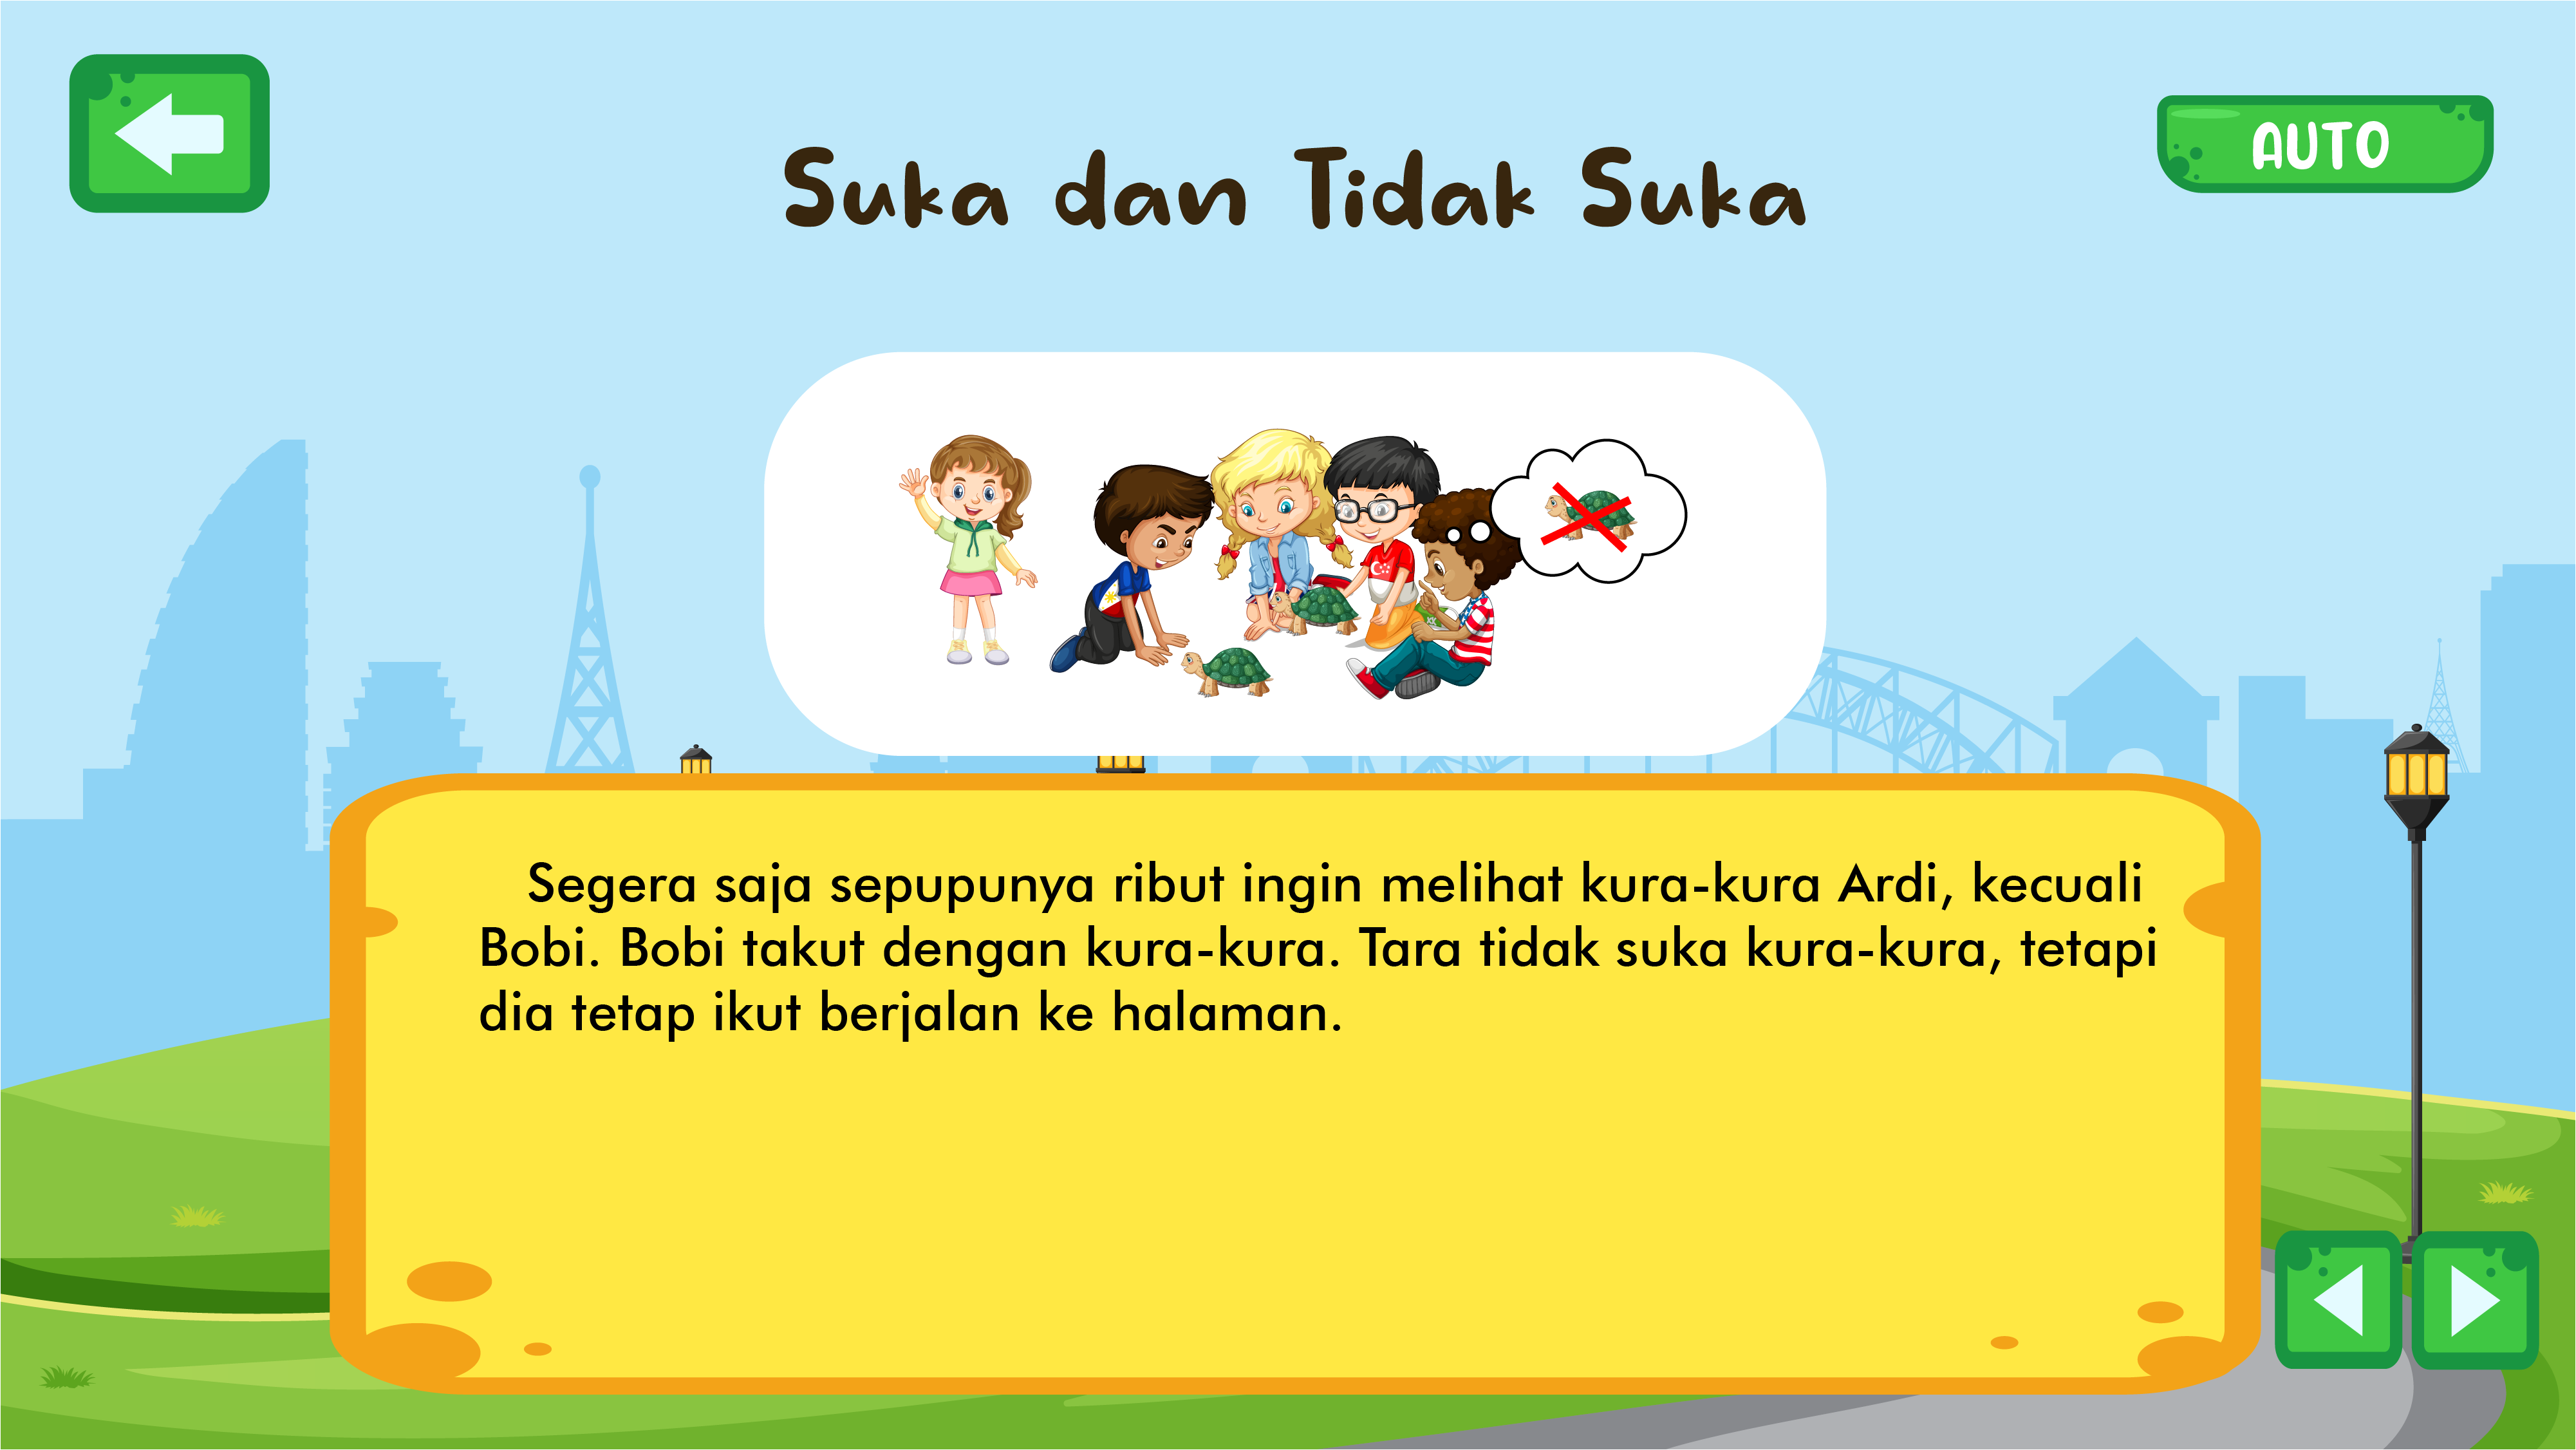 AUTO
Suka dan Tidak Suka
Segera saja sepupunya ribut ingin melihat kura-kura Ardi, kecuali
Bobi. Bobi takut dengan kura-kura. Tara tidak suka kura-kura, tetapi
dia tetap ikut berjalan ke halaman.